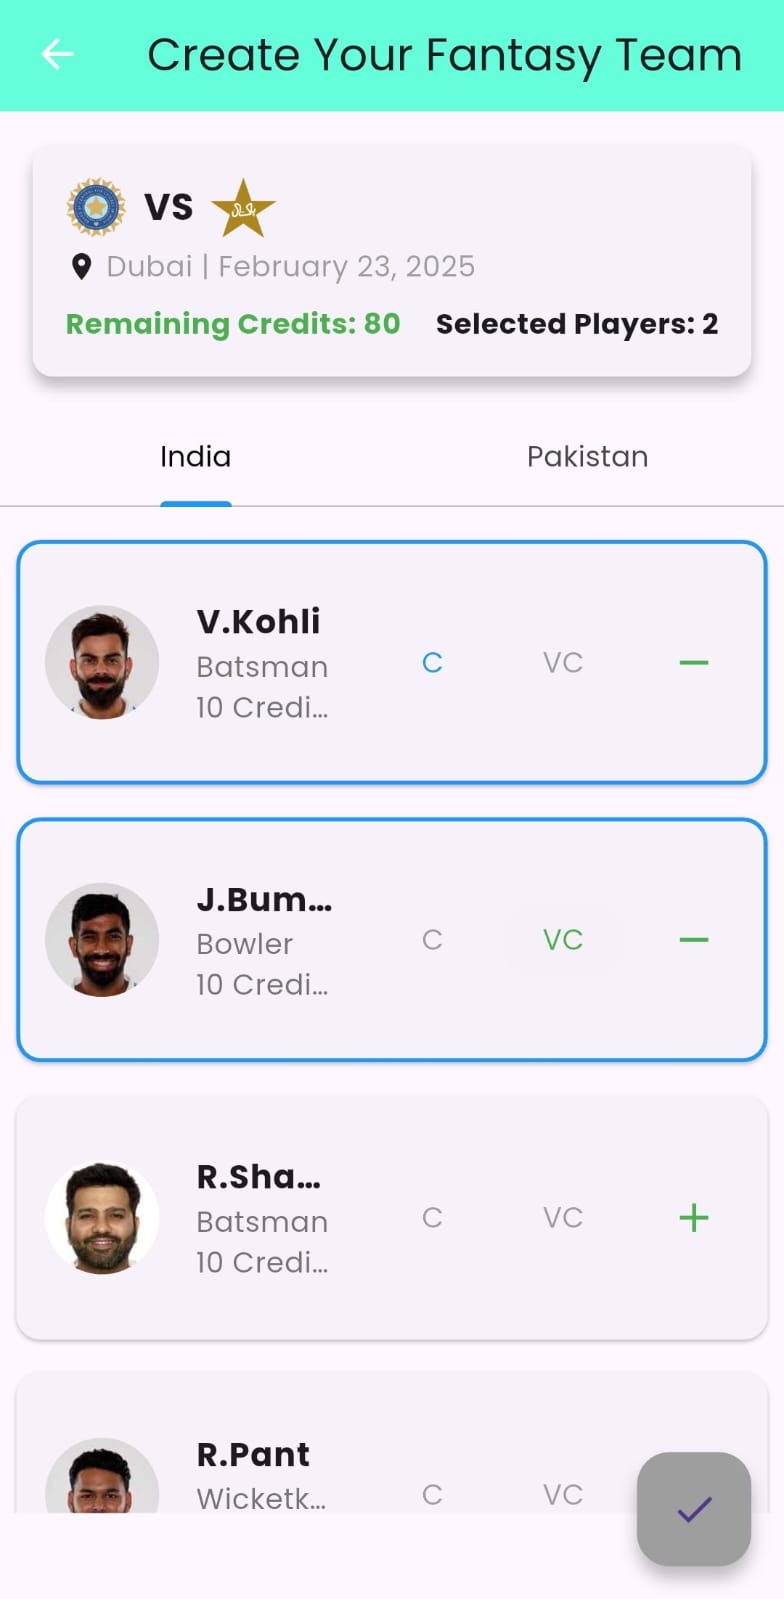 Create Your Fantasy Team
VS
Dubai | February 23, 2025
Remaining Credits: 80 Selected Players: 2
India Pakistan
V.Kohli
Batsman
10 Credi...
C VC
J.Bum...
Bowler
10 Credi...
C VC
R.Sha...
Batsman
10 Credi...
C VC
R.Pant
Wicketk...
C VC